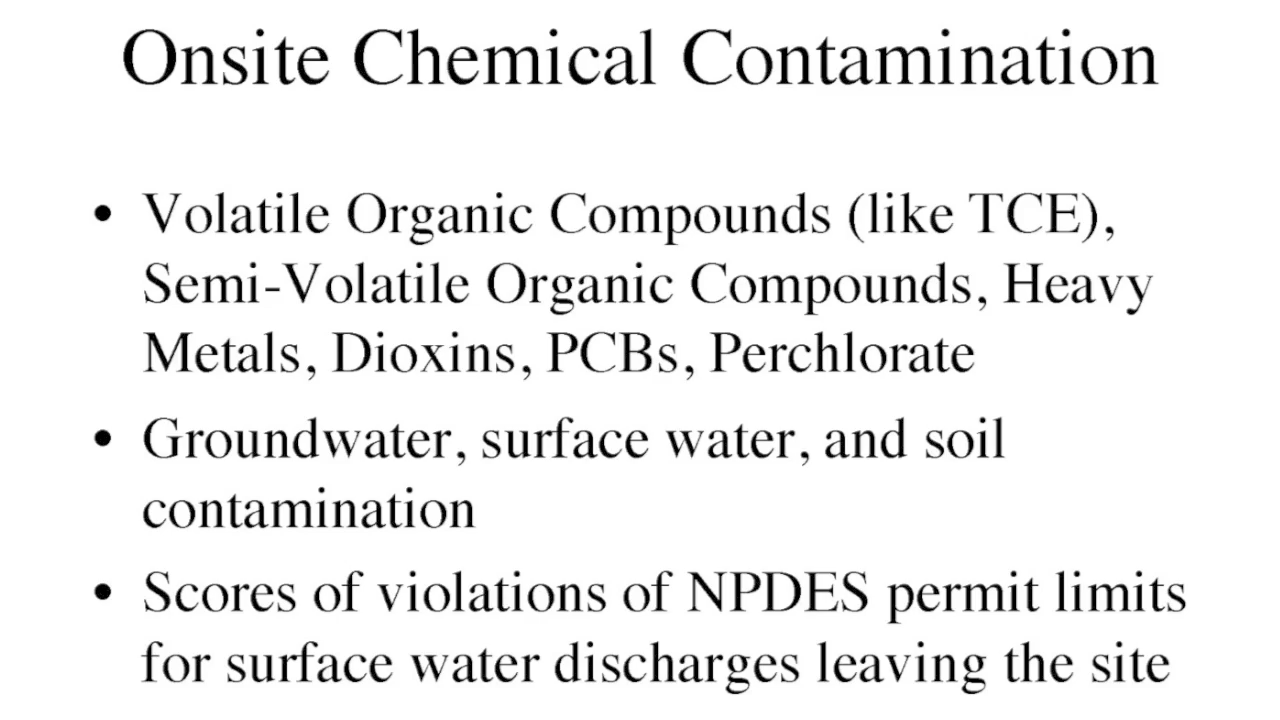 Onsite Chemical Contamination
• Volatile Organic Compounds (like TCE),
Semi-Volatile Organic Compounds, Heavy
Metals, Dioxins, PCBs, Perchlorate
• Groundwater, surface water, and soil
contamination
• Scores of violations of NPDES permit limits
for surface water discharges leaving the site